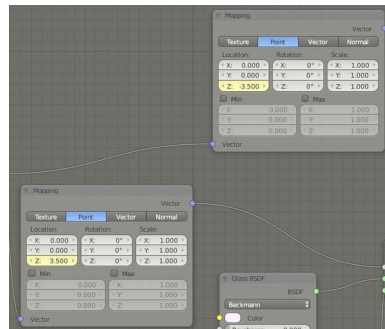 Mapping
Vector
Texture Point Vector Normal
Location: Rotation: Scale:
X: 0.000 X: 0° X: 1.000
Y: 0.000 Y: 0° Y: 1.000
Z: -3.500 Z: 0° Z: 1.000
Min Max
X: 0.000 X: 1.000
Y: 0.000 Y: 1.000
Z: 0.000 Z: 1.000
Vector
Mapping
Vector
Texture Point Vector Normal
Location: Rotation: Scale:
X: 0.000 X: 0° X: 1.000
Y: 0.000 Y: 0° Y: 1.000
Z: 3.500 Z: 0° Z: 1.000
Min Max
X: 0.000 X: 1.000
Y: 0.000 Y: 1.000
Z: 0.000 Z: 1.000
Vector
Glass BSDF
BSDF
Beckmann
Color